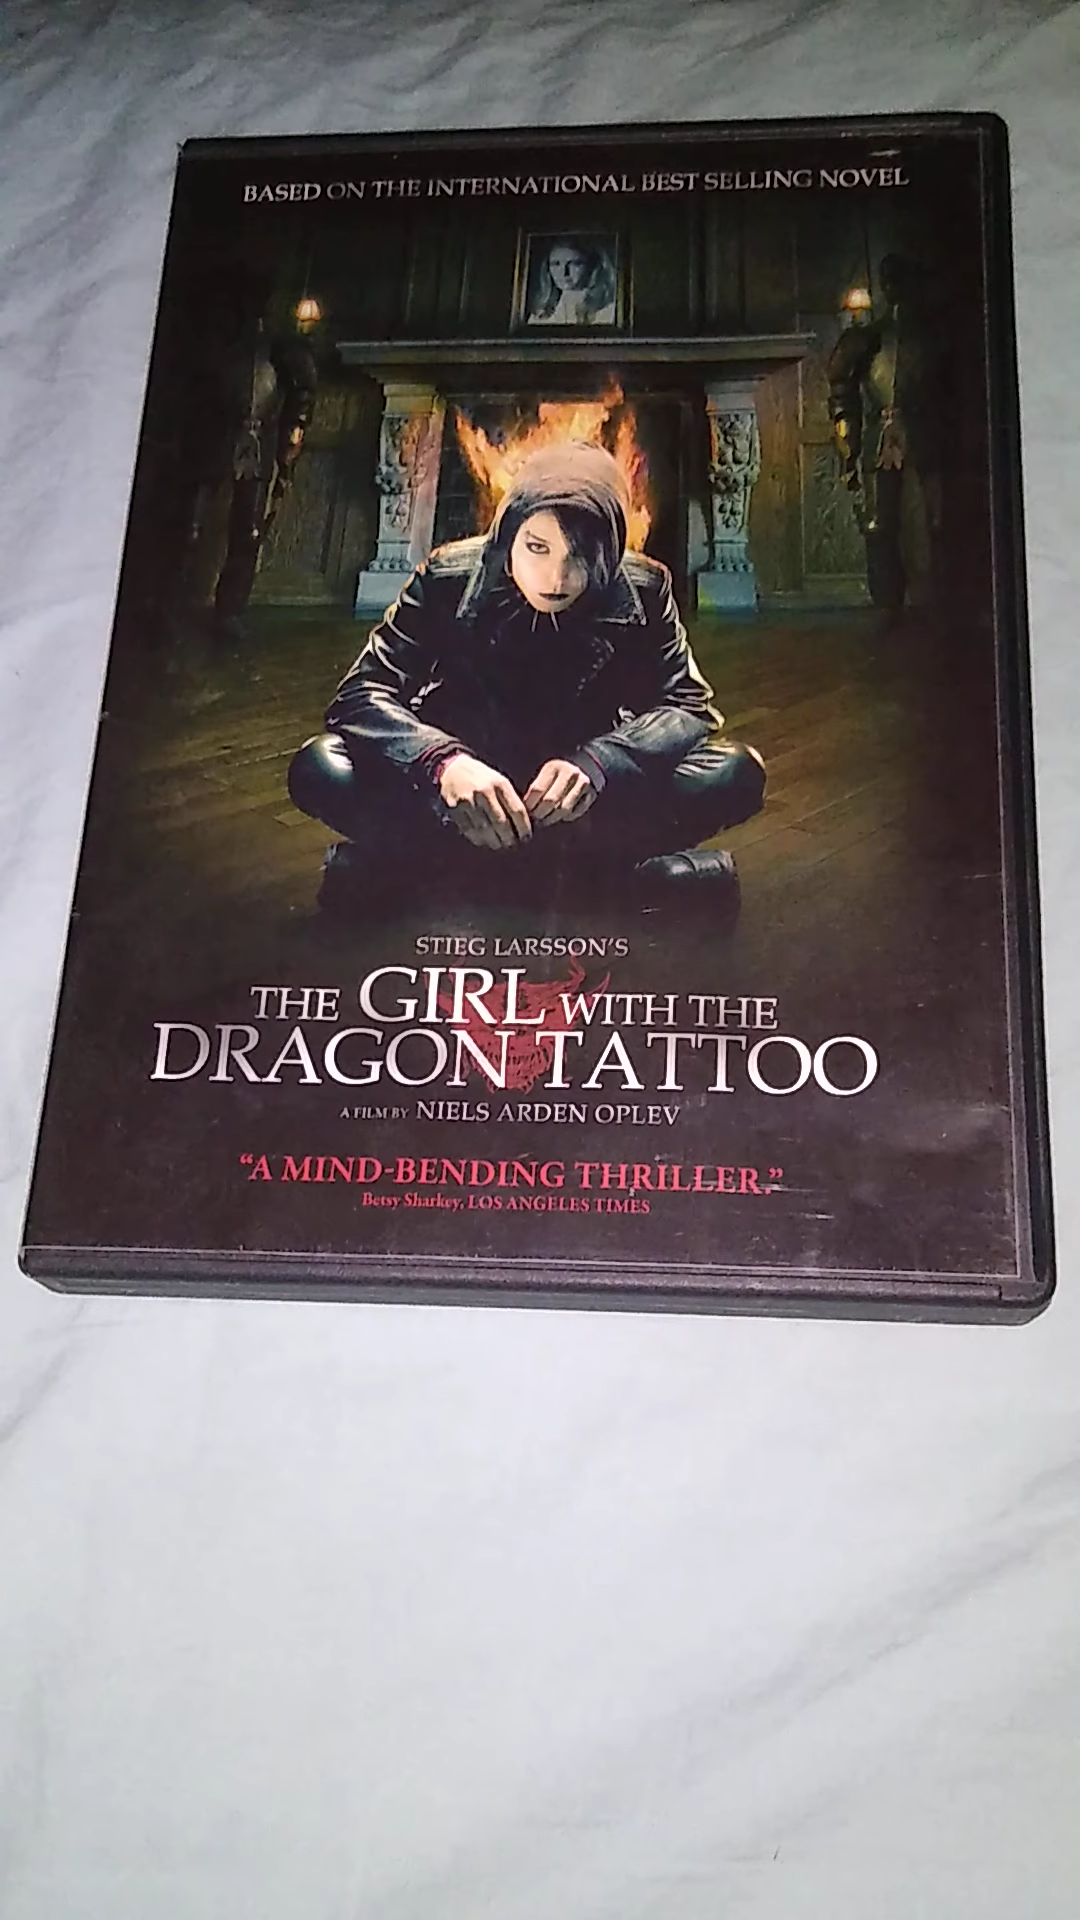 BASED ON THE INTERNATIONAL BEST SELLING NOVEL
STIEG LARSSON'S
THE GIRL WITH THE
DRAGON TATTOO
A FILM BY NIELS ARDEN OPLEV
“A MIND-BENDING THRILLER.”
Betsy Sharkey, LOS ANGELES TIMES